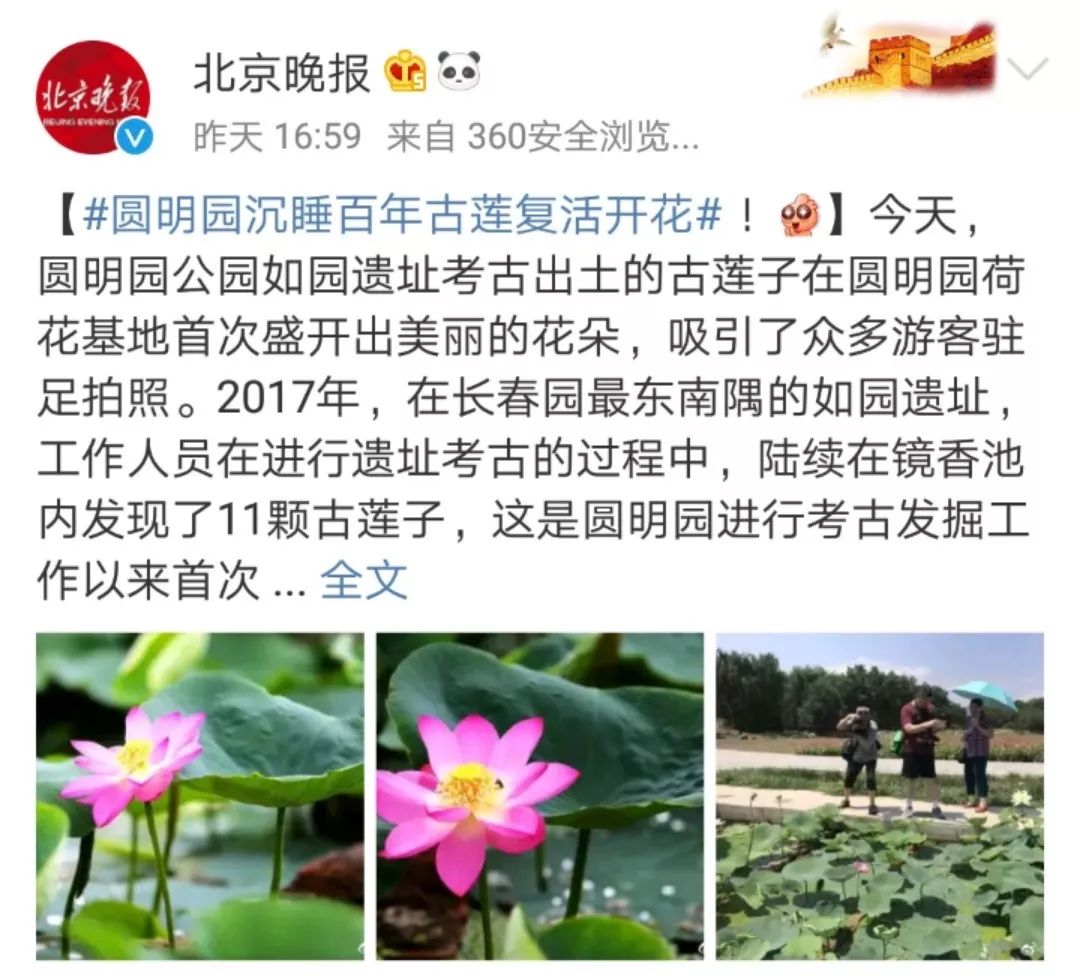 北京晚报
北京晚报
BEIJING EVENING
昨天 16:59 来自 360安全浏览...
【#圆明园沉睡百年古莲复活开花#！】今天，
圆明园公园如园遗址考古出土的古莲子在圆明园荷
花基地首次盛开出美丽的花朵，吸引了众多游客驻
足拍照。2017年，在长春园最东南隅的如园遗址，
工作人员在进行遗址考古的过程中，陆续在镜香池
内发现了11颗古莲子，这是圆明园进行考古发掘工
作以来首次 ... 全文